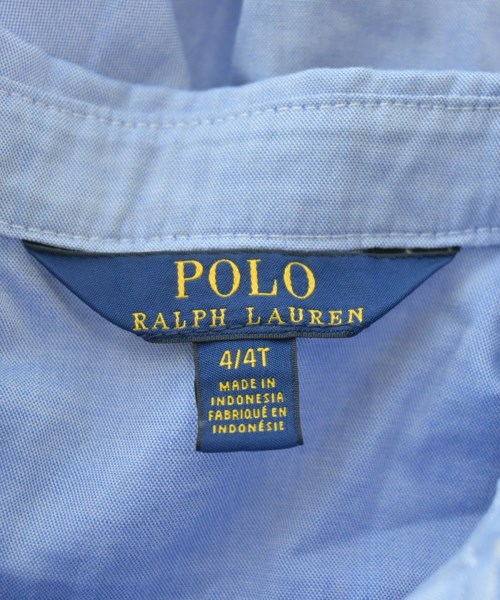 POLO
RALPH LAUREN
4/4T
MADE IN
INDONESIA
FABRIQUÉ EN
INDONÉSIE